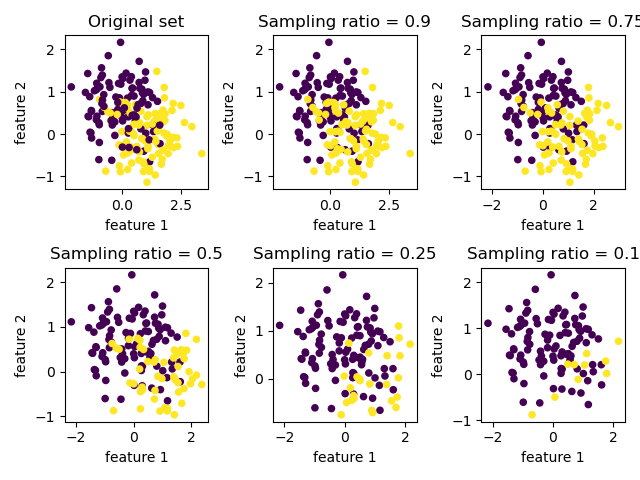 Original set
Sampling ratio = 0.9
Sampling ratio = 0.75
feature 2
2
1
0
−1
0.0
2.5
feature 1
feature 2
2
1
0
−1
0.0
2.5
feature 1
feature 2
2
1
0
−1
−2
0
2
feature 1
Sampling ratio = 0.5
Sampling ratio = 0.25
Sampling ratio = 0.1
feature 2
2
1
0
−1
−2
0
2
feature 1
feature 2
2
1
0
−2
0
2
feature 1
feature 2
2
1
0
−1
−2
0
2
feature 1